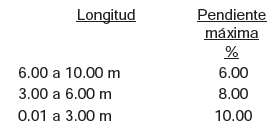 Longitud Pendiente
máxima
%
6.00 a 10.00 m 6.00
3.00 a 6.00 m 8.00
0.01 a 3.00 m 10.00